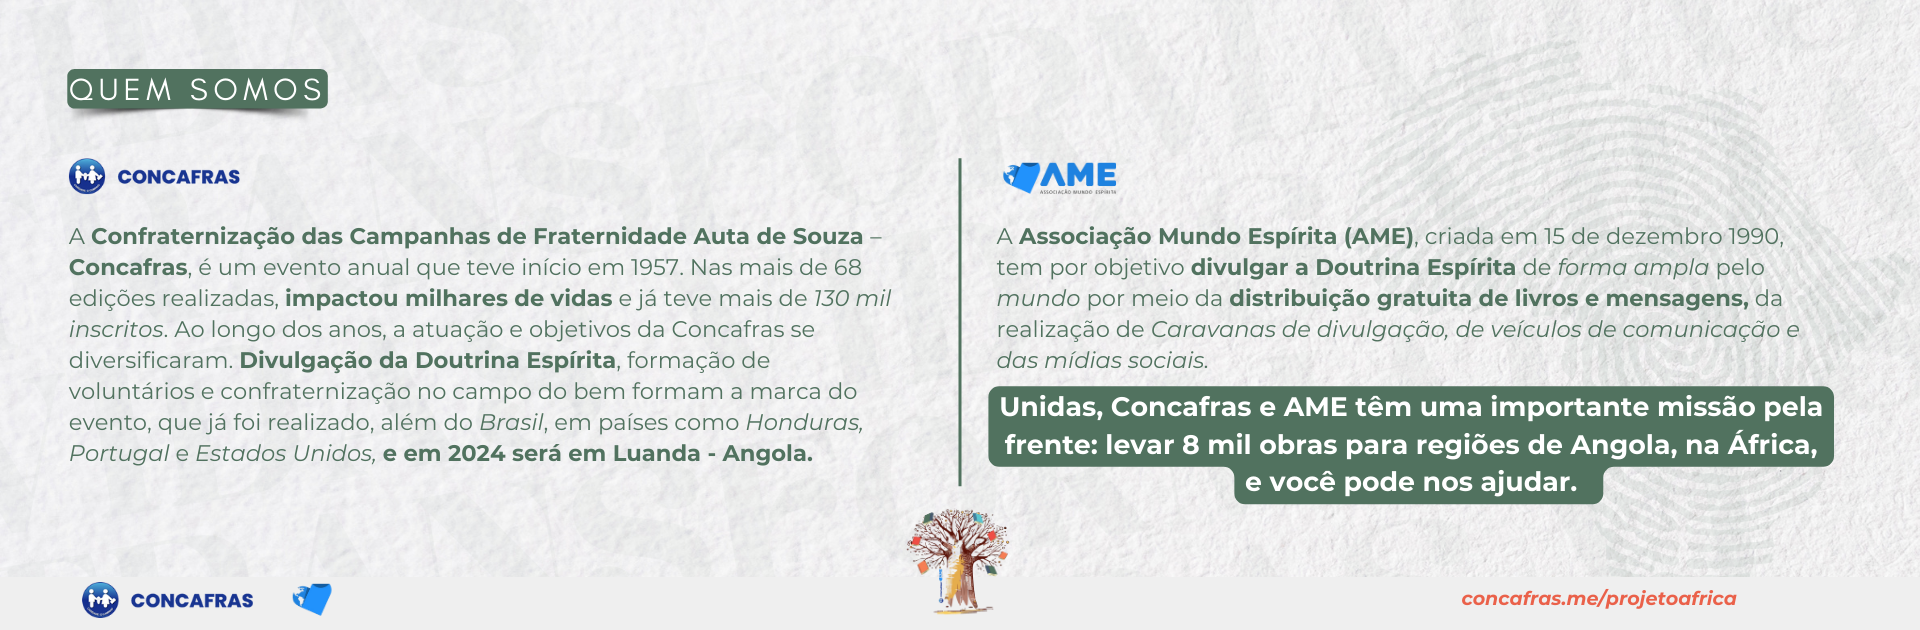 QUEM SOMOS
CONCAFRAS
A Confraternização das Campanhas de Fraternidade Auta de Souza –
Concafras, é um evento anual que teve início em 1957. Nas mais de 68
edições realizadas, impactou milhares de vidas e já teve mais de 130 mil
inscritos. Ao longo dos anos, a atuação e objetivos da Concafras se
diversificaram. Divulgação da Doutrina Espírita, formação de
voluntários e confraternização no campo do bem formam a marca do
evento, que já foi realizado, além do Brasil, em países como Honduras,
Portugal e Estados Unidos, e em 2024 será em Luanda - Angola.
AME
ASSOCIAÇÃO MUNDO ESPÍRITA
A Associação Mundo Espírita (AME), criada em 15 de dezembro 1990,
tem por objetivo divulgar a Doutrina Espírita de forma ampla pelo
mundo por meio da distribuição gratuita de livros e mensagens, da
realização de Caravanas de divulgação, de veículos de comunicação e
das mídias sociais.
Unidas, Concafras e AME têm uma importante missão pela
frente: levar 8 mil obras para regiões de Angola, na África,
e você pode nos ajudar.
CONCAFRAS
concafras.me/projetoafrica